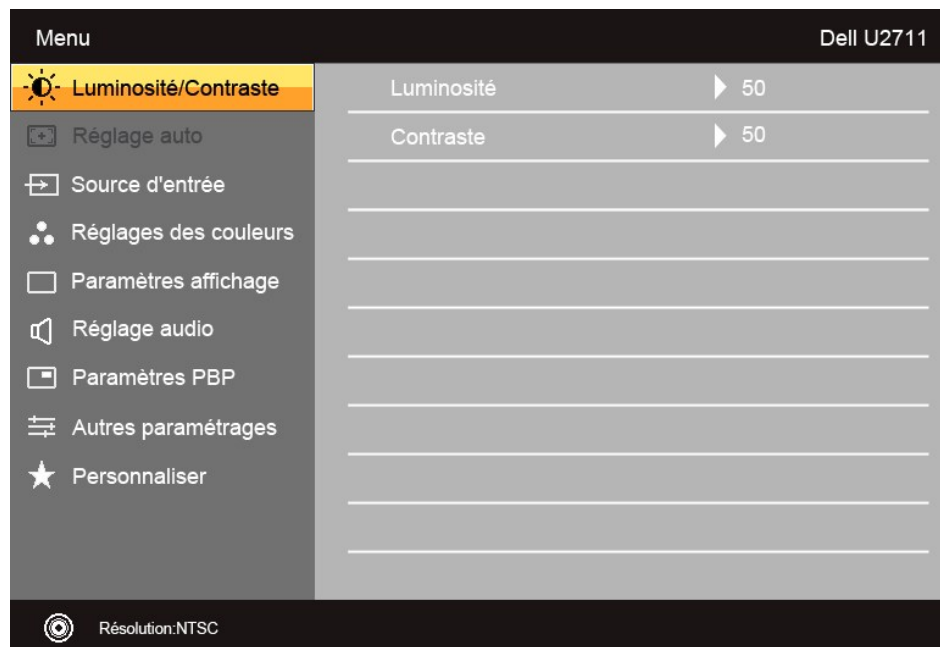 Menu Dell U2711
Luminosité/Contraste Luminosité 50
Réglage auto Contraste 50
Source d'entrée
Réglages des couleurs
Paramètres affichage
Réglage audio
Paramètres PBP
Autres paramétrages
Personnaliser
Résolution:NTSC